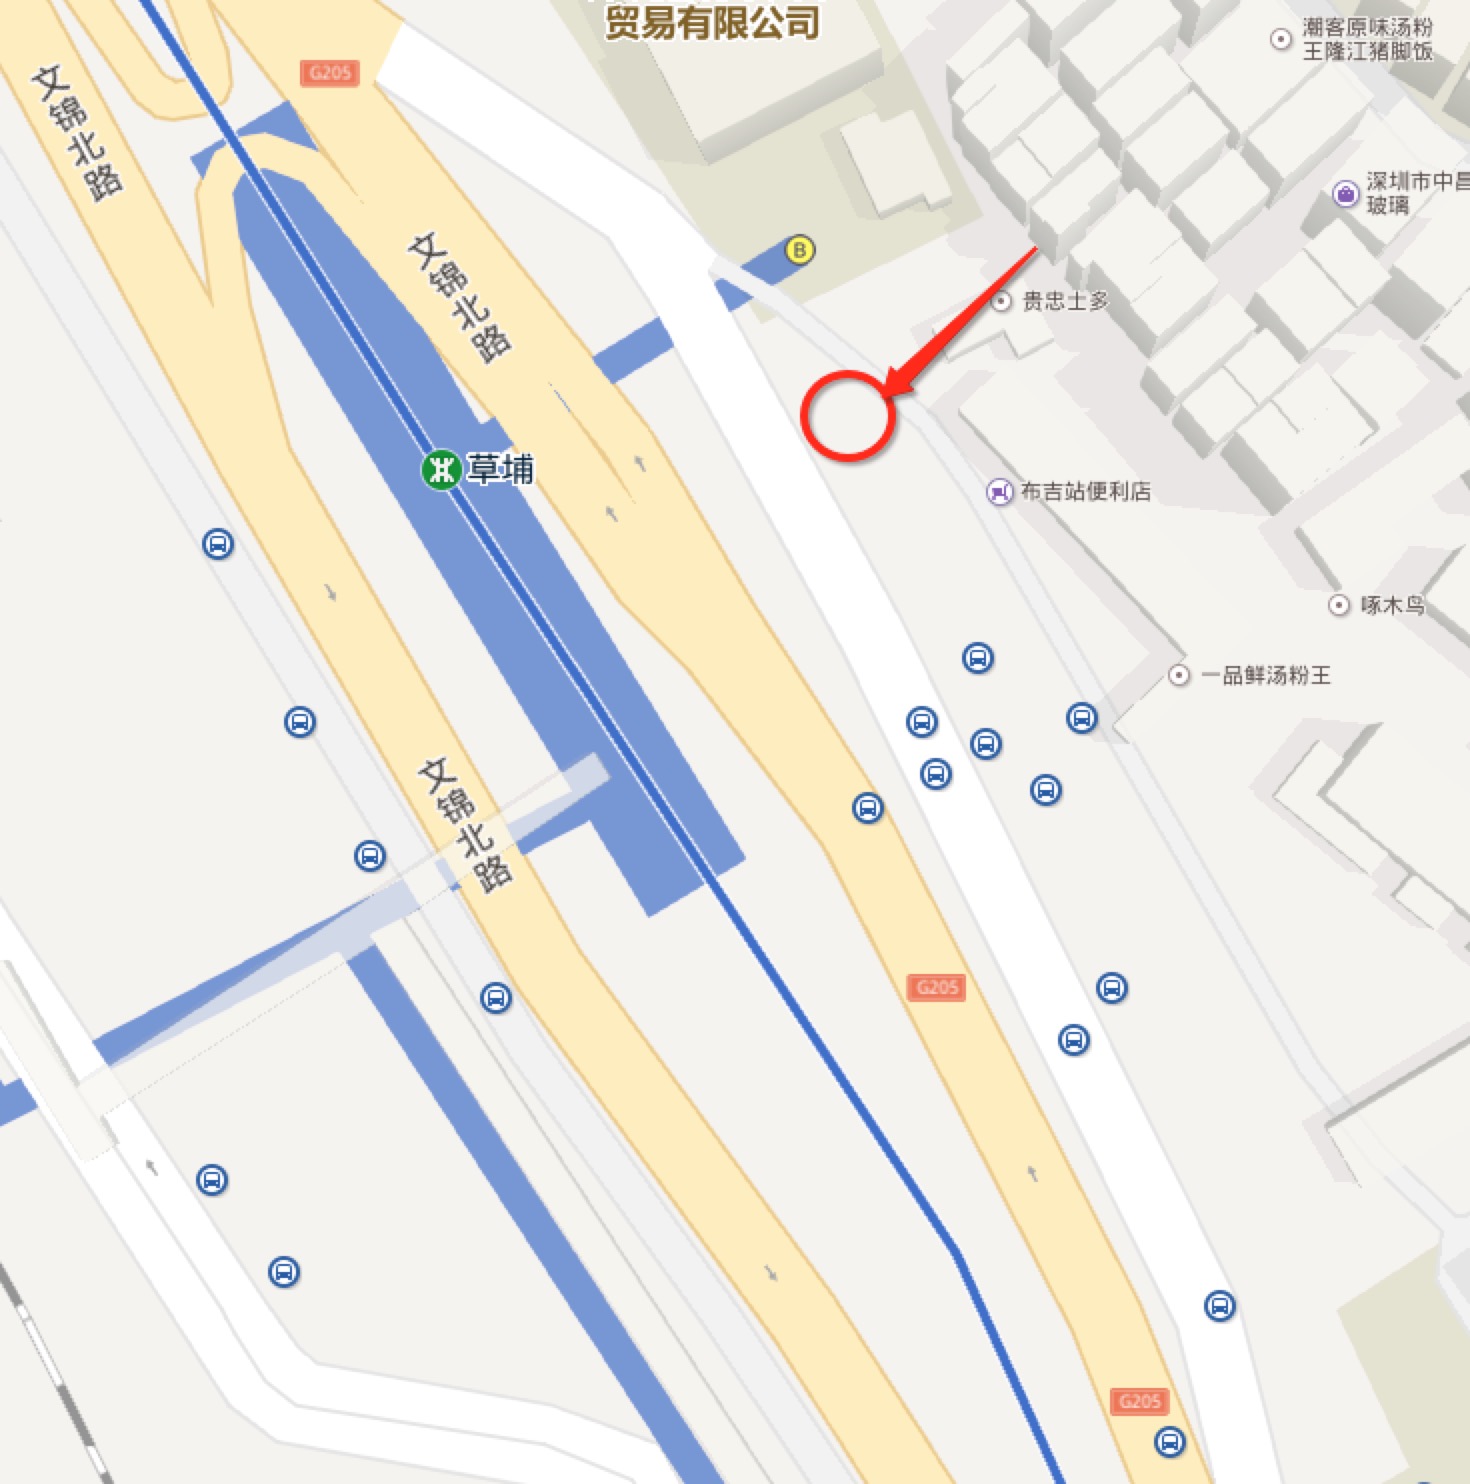 贸易有限公司
潮客原味汤粉
王隆江猪脚饭
G205
文锦北路
深圳市中昌
玻璃
B
文锦北路
贵忠土多
草埔
布吉站便利店
啄木鸟
一品鲜汤粉王
文锦北路
G205
G205